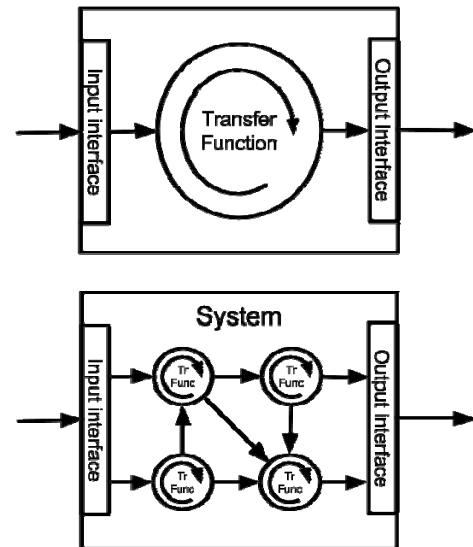 Input interface
Transfer
Function
Output Interface
System
Input interface
Tr
Func
Tr
Func
Output Interface
Tr
Func
Tr
Func